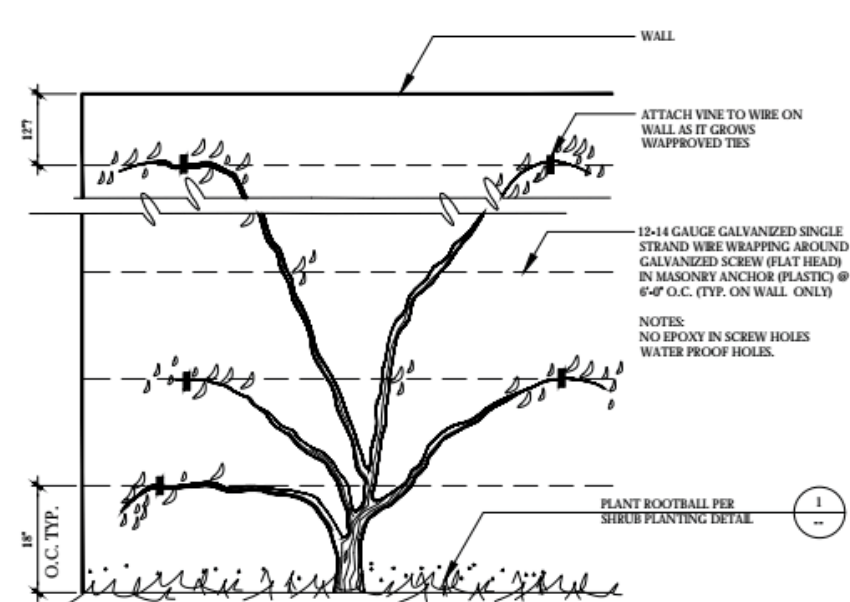 WALL
12"?
ATTACH VINE TO WIRE ON
WALL AS IT GROWS
W/APPROVED TIES
12-14 GAUGE GALVANIZED SINGLE
STRAND WIRE WRAPPING AROUND
GALVANIZED SCREW (FLAT HEAD)
IN MASONRY ANCHOR (PLASTIC) @
6'-0" O.C. (TYP. ON WALL ONLY)
NOTES:
NO EPOXY IN SCREW HOLES
WATER PROOF HOLES.
18"
O.C. TYP.
PLANT ROOTBALL PER
SHRUB PLANTING DETAIL
1
--